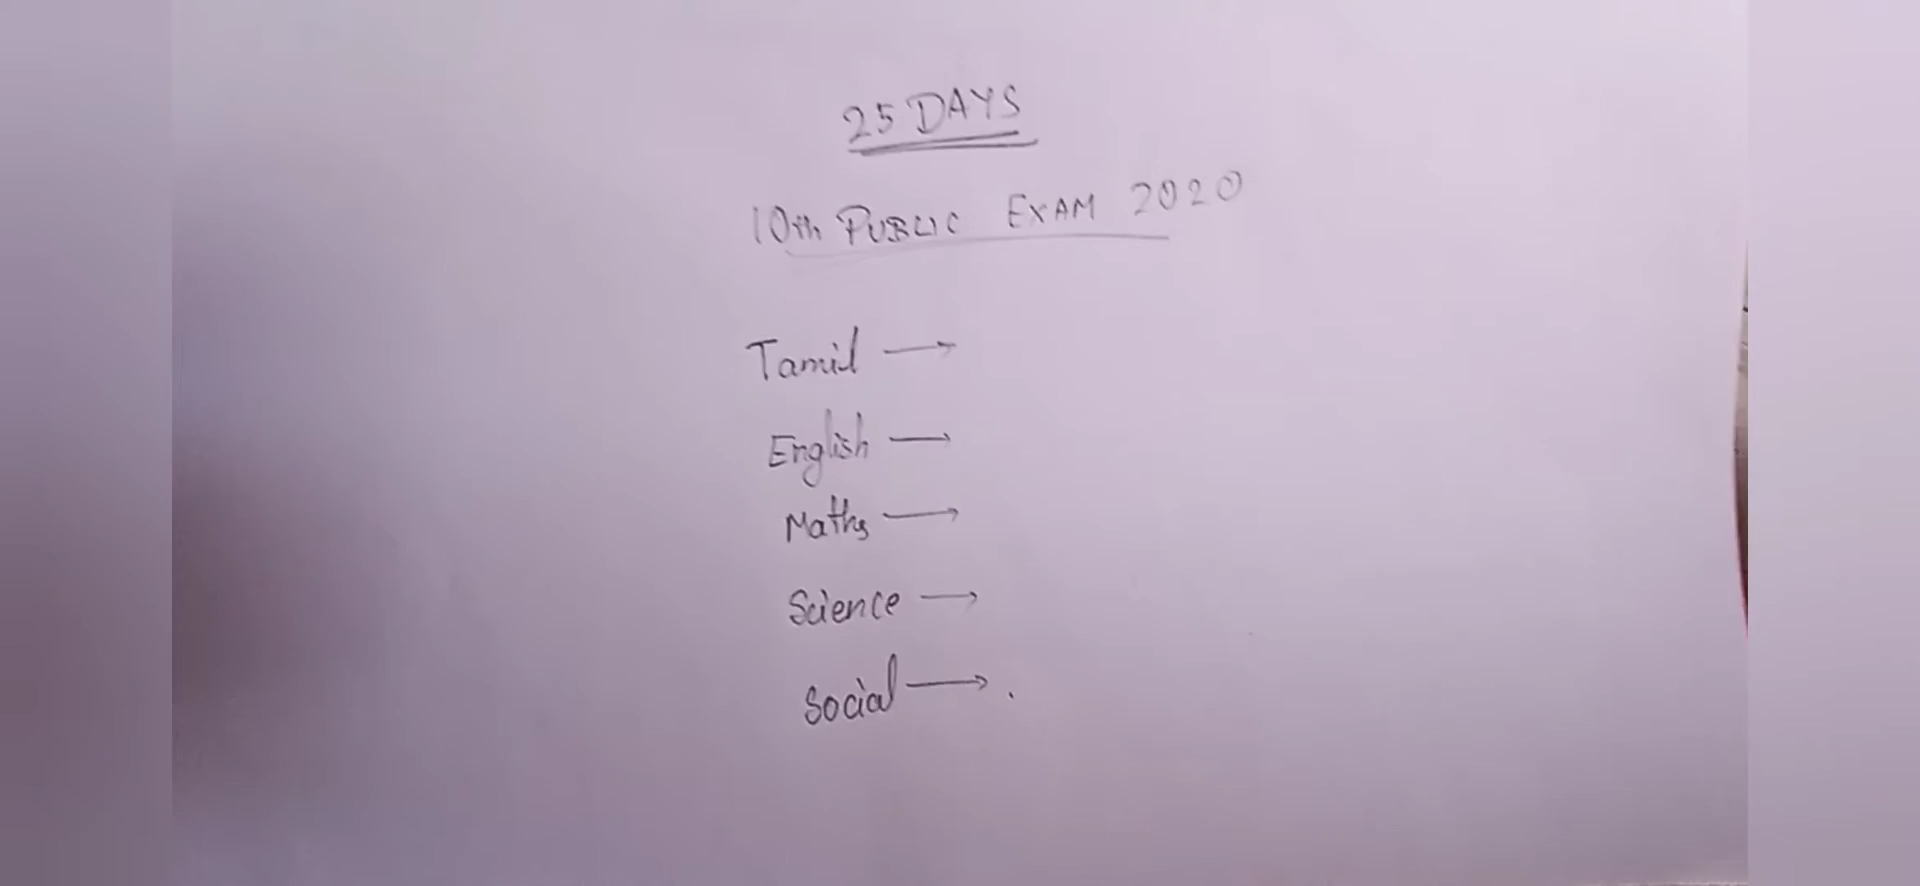 25 DAYS
10th PUBLIC EXAM 2020
Tamil →
English →
Maths →
Science →
Social → .